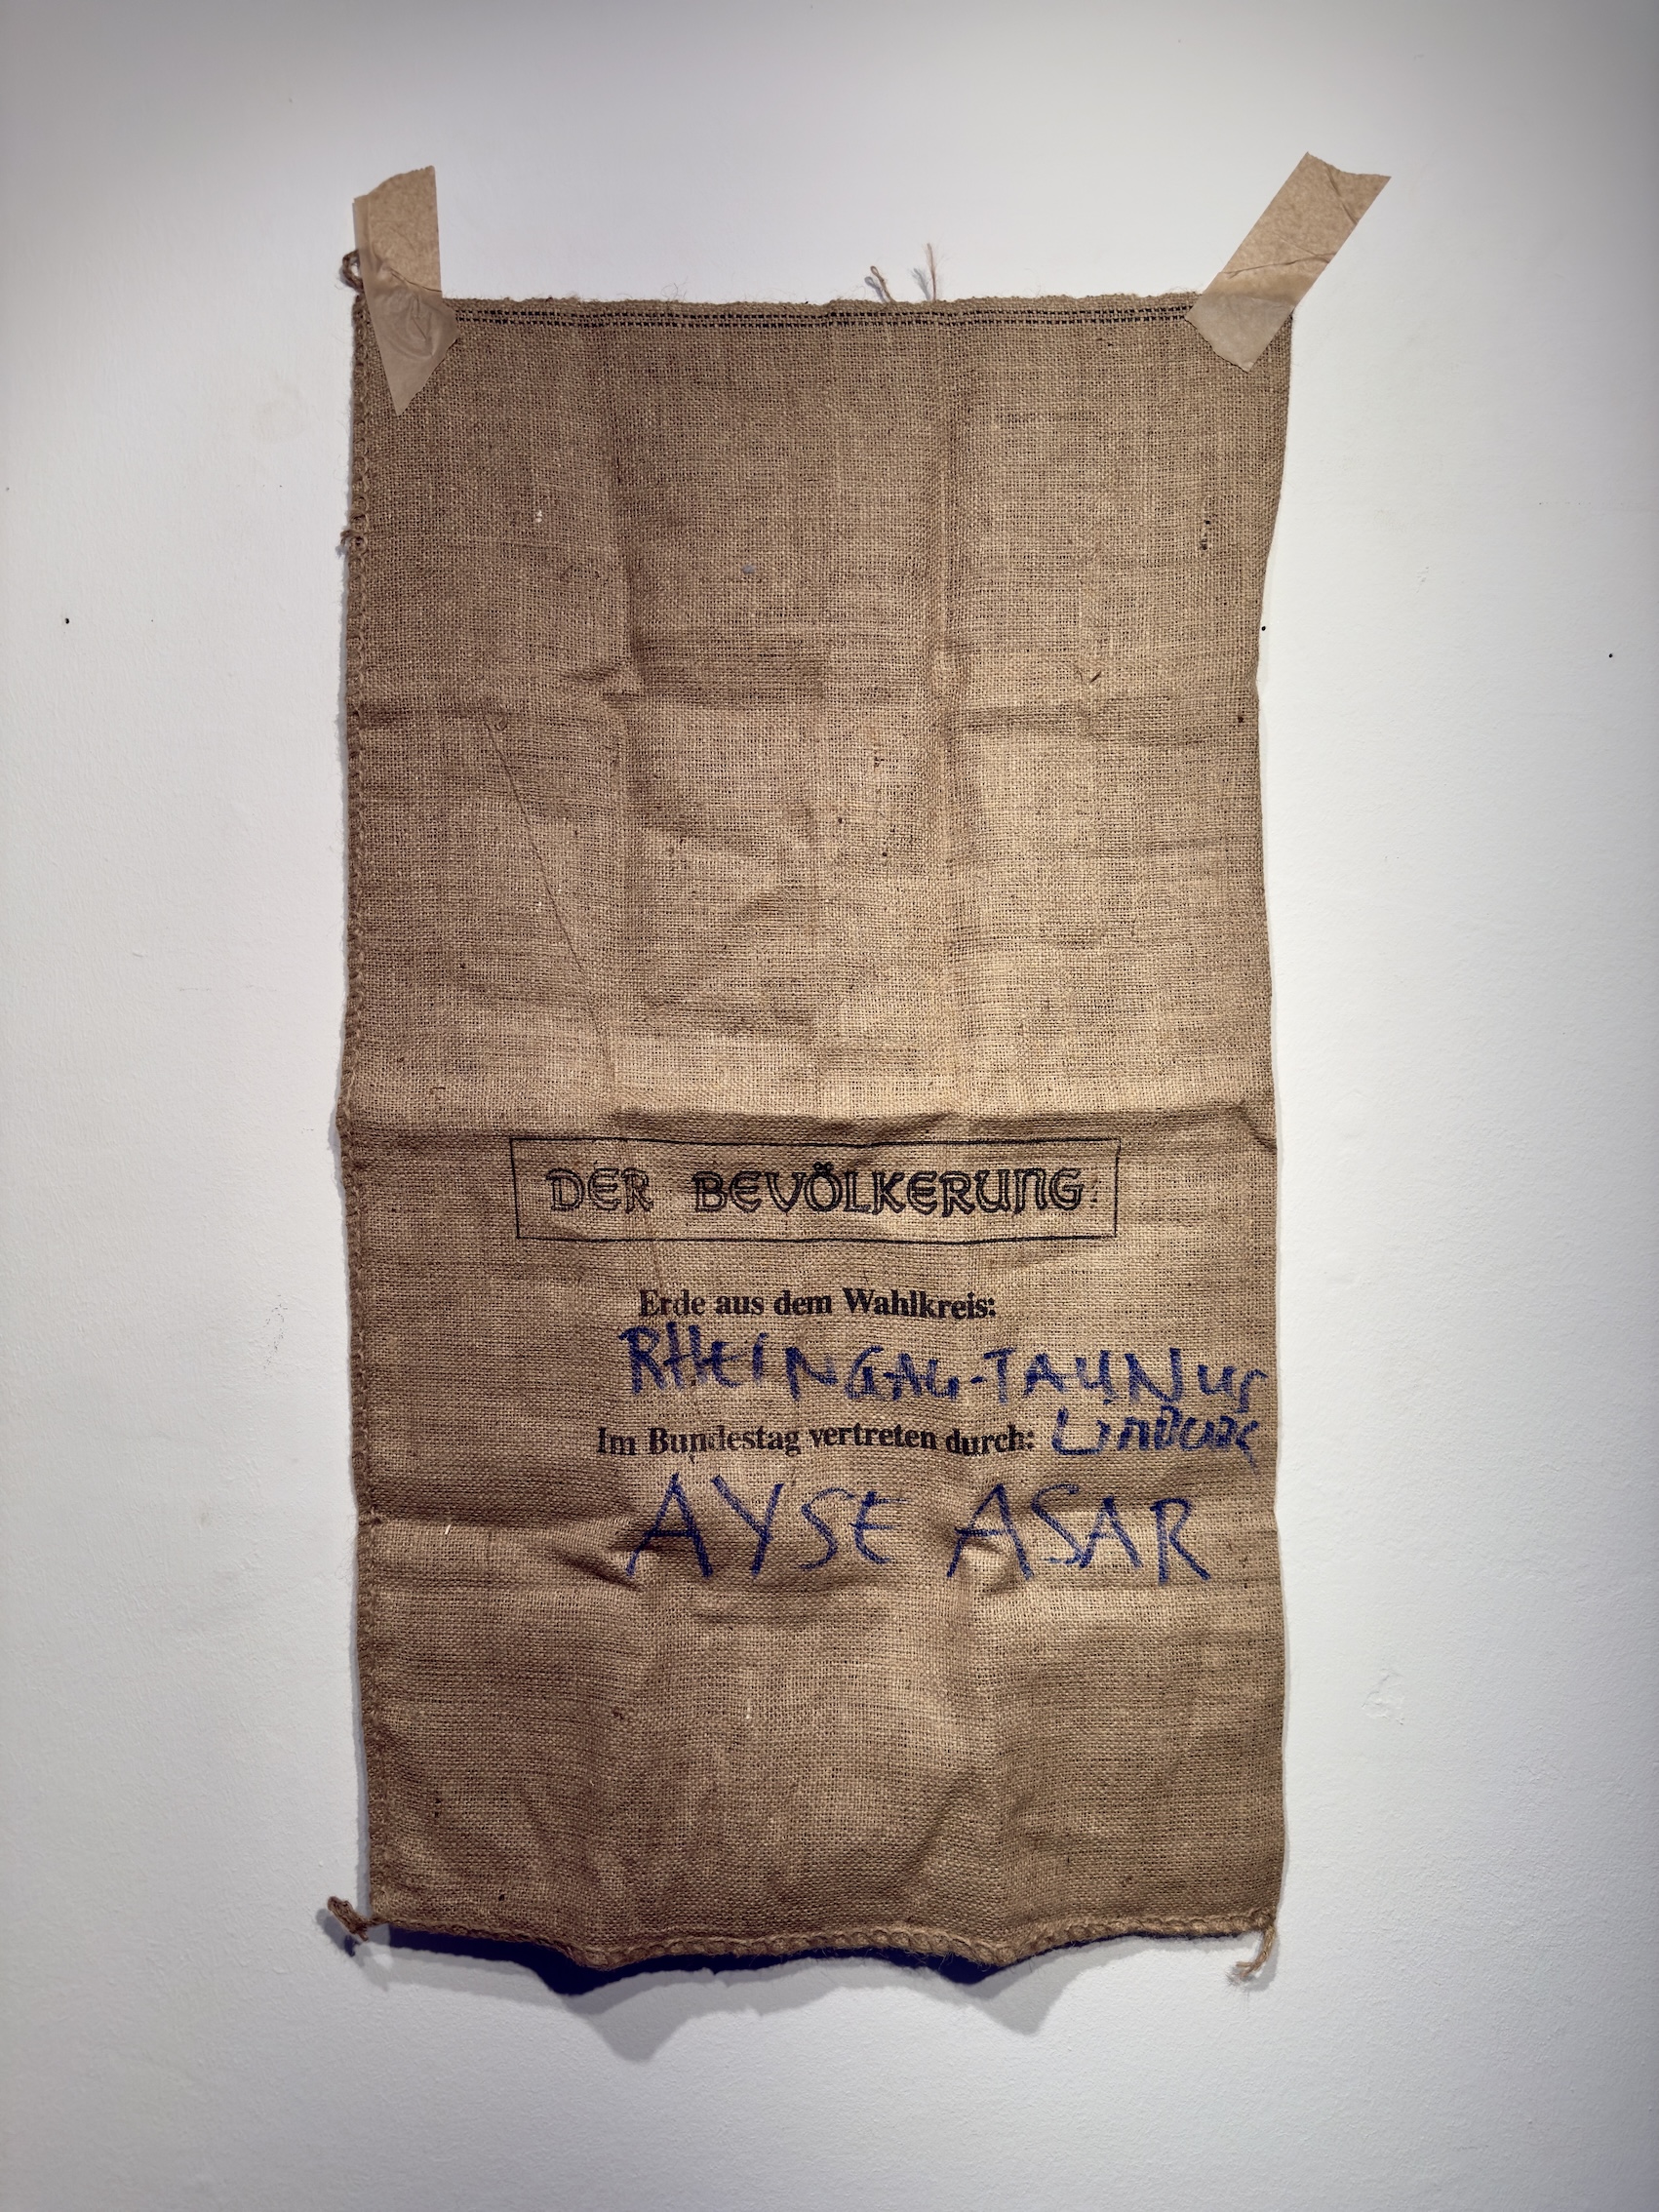 DER BEVÖLKERUNG
Erde aus dem Wahlkreis:
RHEINGAU-TAUNUS
LIMBURG
Im Bundestag vertreten durch:
AYSE ASAR